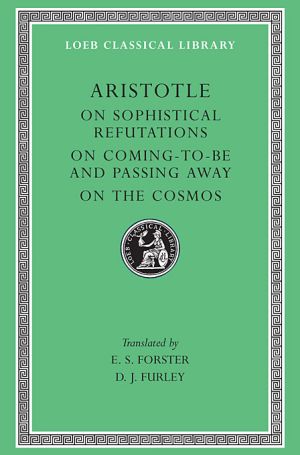 LOEB CLASSICAL LIBRARY
ARISTOTLE
ON SOPHISTICAL
REFUTATIONS
ON COMING-TO-BE
AND PASSING AWAY
ON THE COSMOS
Translated by
E. S. FORSTER
D. J. FURLEY